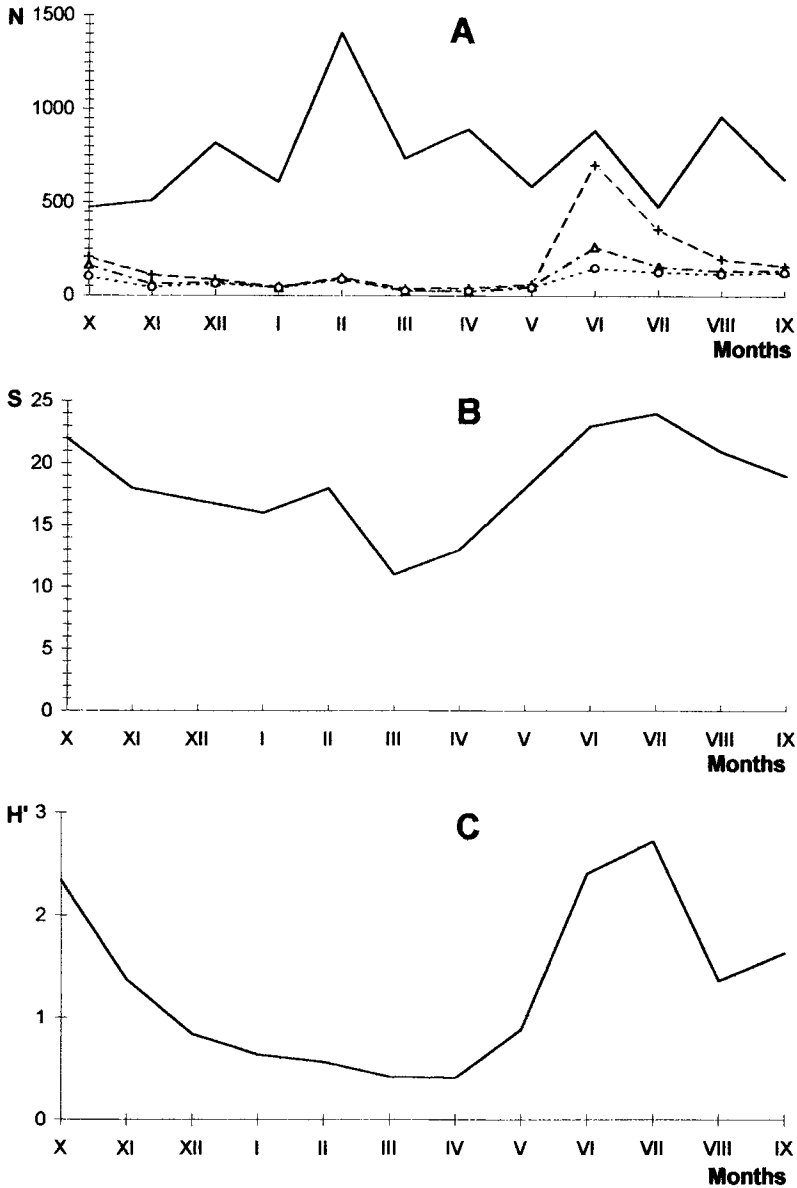 N 1500 A
1000
500
0
X XI XII I II III IV V VI VII VIII IX
Months
S 25 B
20
15
10
5
0
X XI XII I II III IV V VI VII VIII IX
Months
H' 3 C
2
1
0
X XI XII I II III IV V VI VII VIII IX
Months